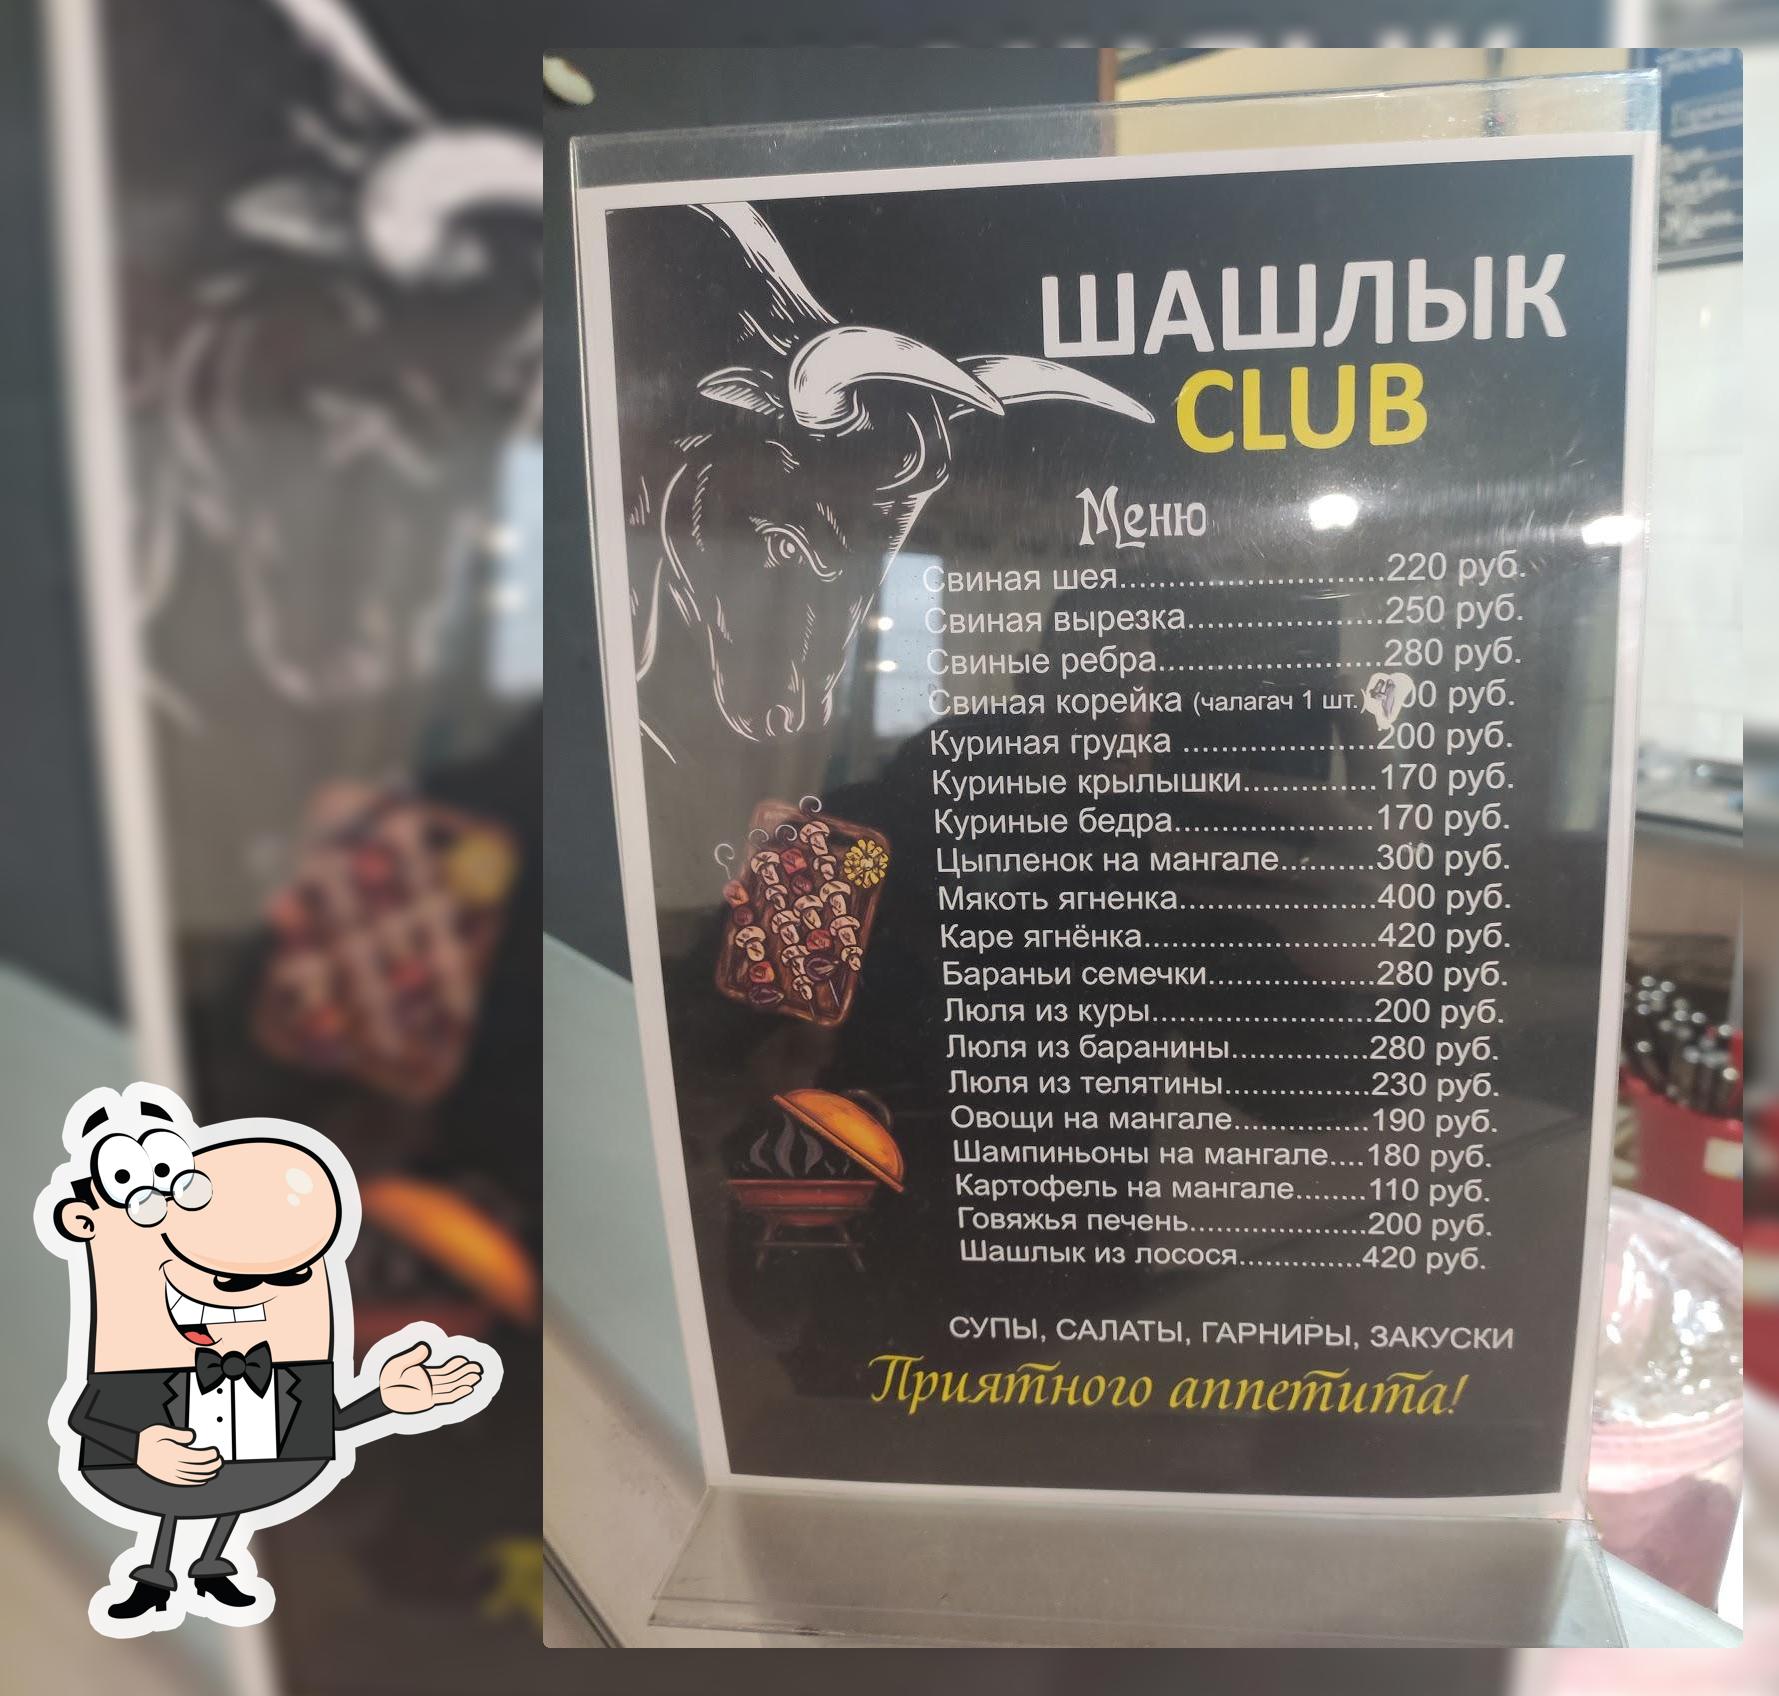 ШАШЛЫК
CLUB
Меню
Свиная шея............................220 руб.
Свиная вырезка.....................250 руб.
Свиные ребра........................280 руб.
Свиная корейка (чалагач 1 шт.) руб.
Куриная грудка .....................200 руб.
Куриные крылышки..............170 руб.
Куриные бедра.....................170 руб.
Цыпленок на мангале..........300 руб.
Мякоть ягненка.....................400 руб.
Каре ягнёнка.........................420 руб.
Бараньи семечки..................280 руб.
Люля из куры........................200 руб.
Люля из баранины...............280 руб.
Люля из телятины................230 руб.
Овощи на мангале...............190 руб.
Шампиньоны на мангале....180 руб.
Картофель на мангале........110 руб.
Говяжья печень....................200 руб.
Шашлык из лосося..............420 руб.
СУПЫ, САЛАТЫ, ГАРНИРЫ, ЗАКУСКИ
Приятного аппетита!